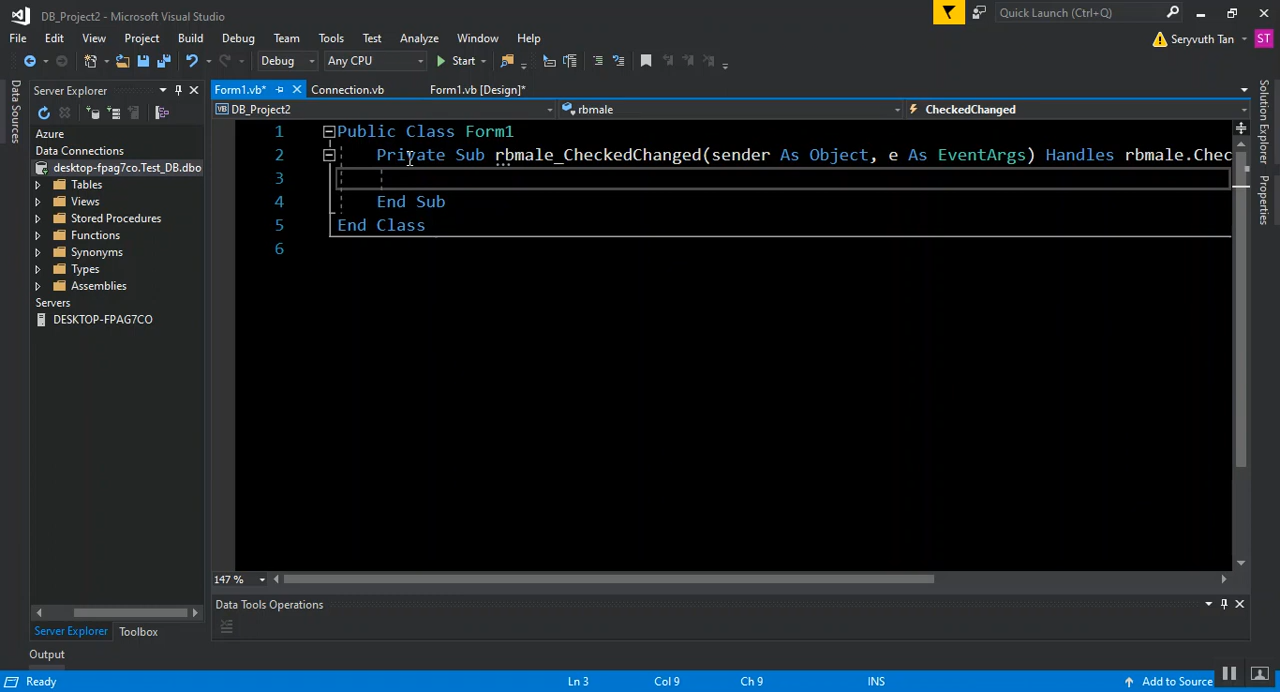 DB_Project2 - Microsoft Visual Studio
Quick Launch (Ctrl+Q)
File Edit View Project Build Debug Team Tools Test Analyze Window Help
Seryvuth Tan ST
Debug Any CPU Start
Data Sources
Server Explorer
Azure
Data Connections
desktop-fpag7co.Test_DB.dbo
Tables
Views
Stored Procedures
Functions
Synonyms
Types
Assemblies
Servers
DESKTOP-FPAG7CO
Server Explorer Toolbox
Form1.vb* Connection.vb Form1.vb [Design]*
DB_Project2 rbmale CheckedChanged
1 Public Class Form1
2 Private Sub rbmale_CheckedChanged(sender As Object, e As EventArgs) Handles rbmale.Chec
3
4 End Sub
5 End Class
6
147 %
Data Tools Operations
Solution Explorer
Properties
Output
Ready Ln 3 Col 9 Ch 9 INS Add to Source